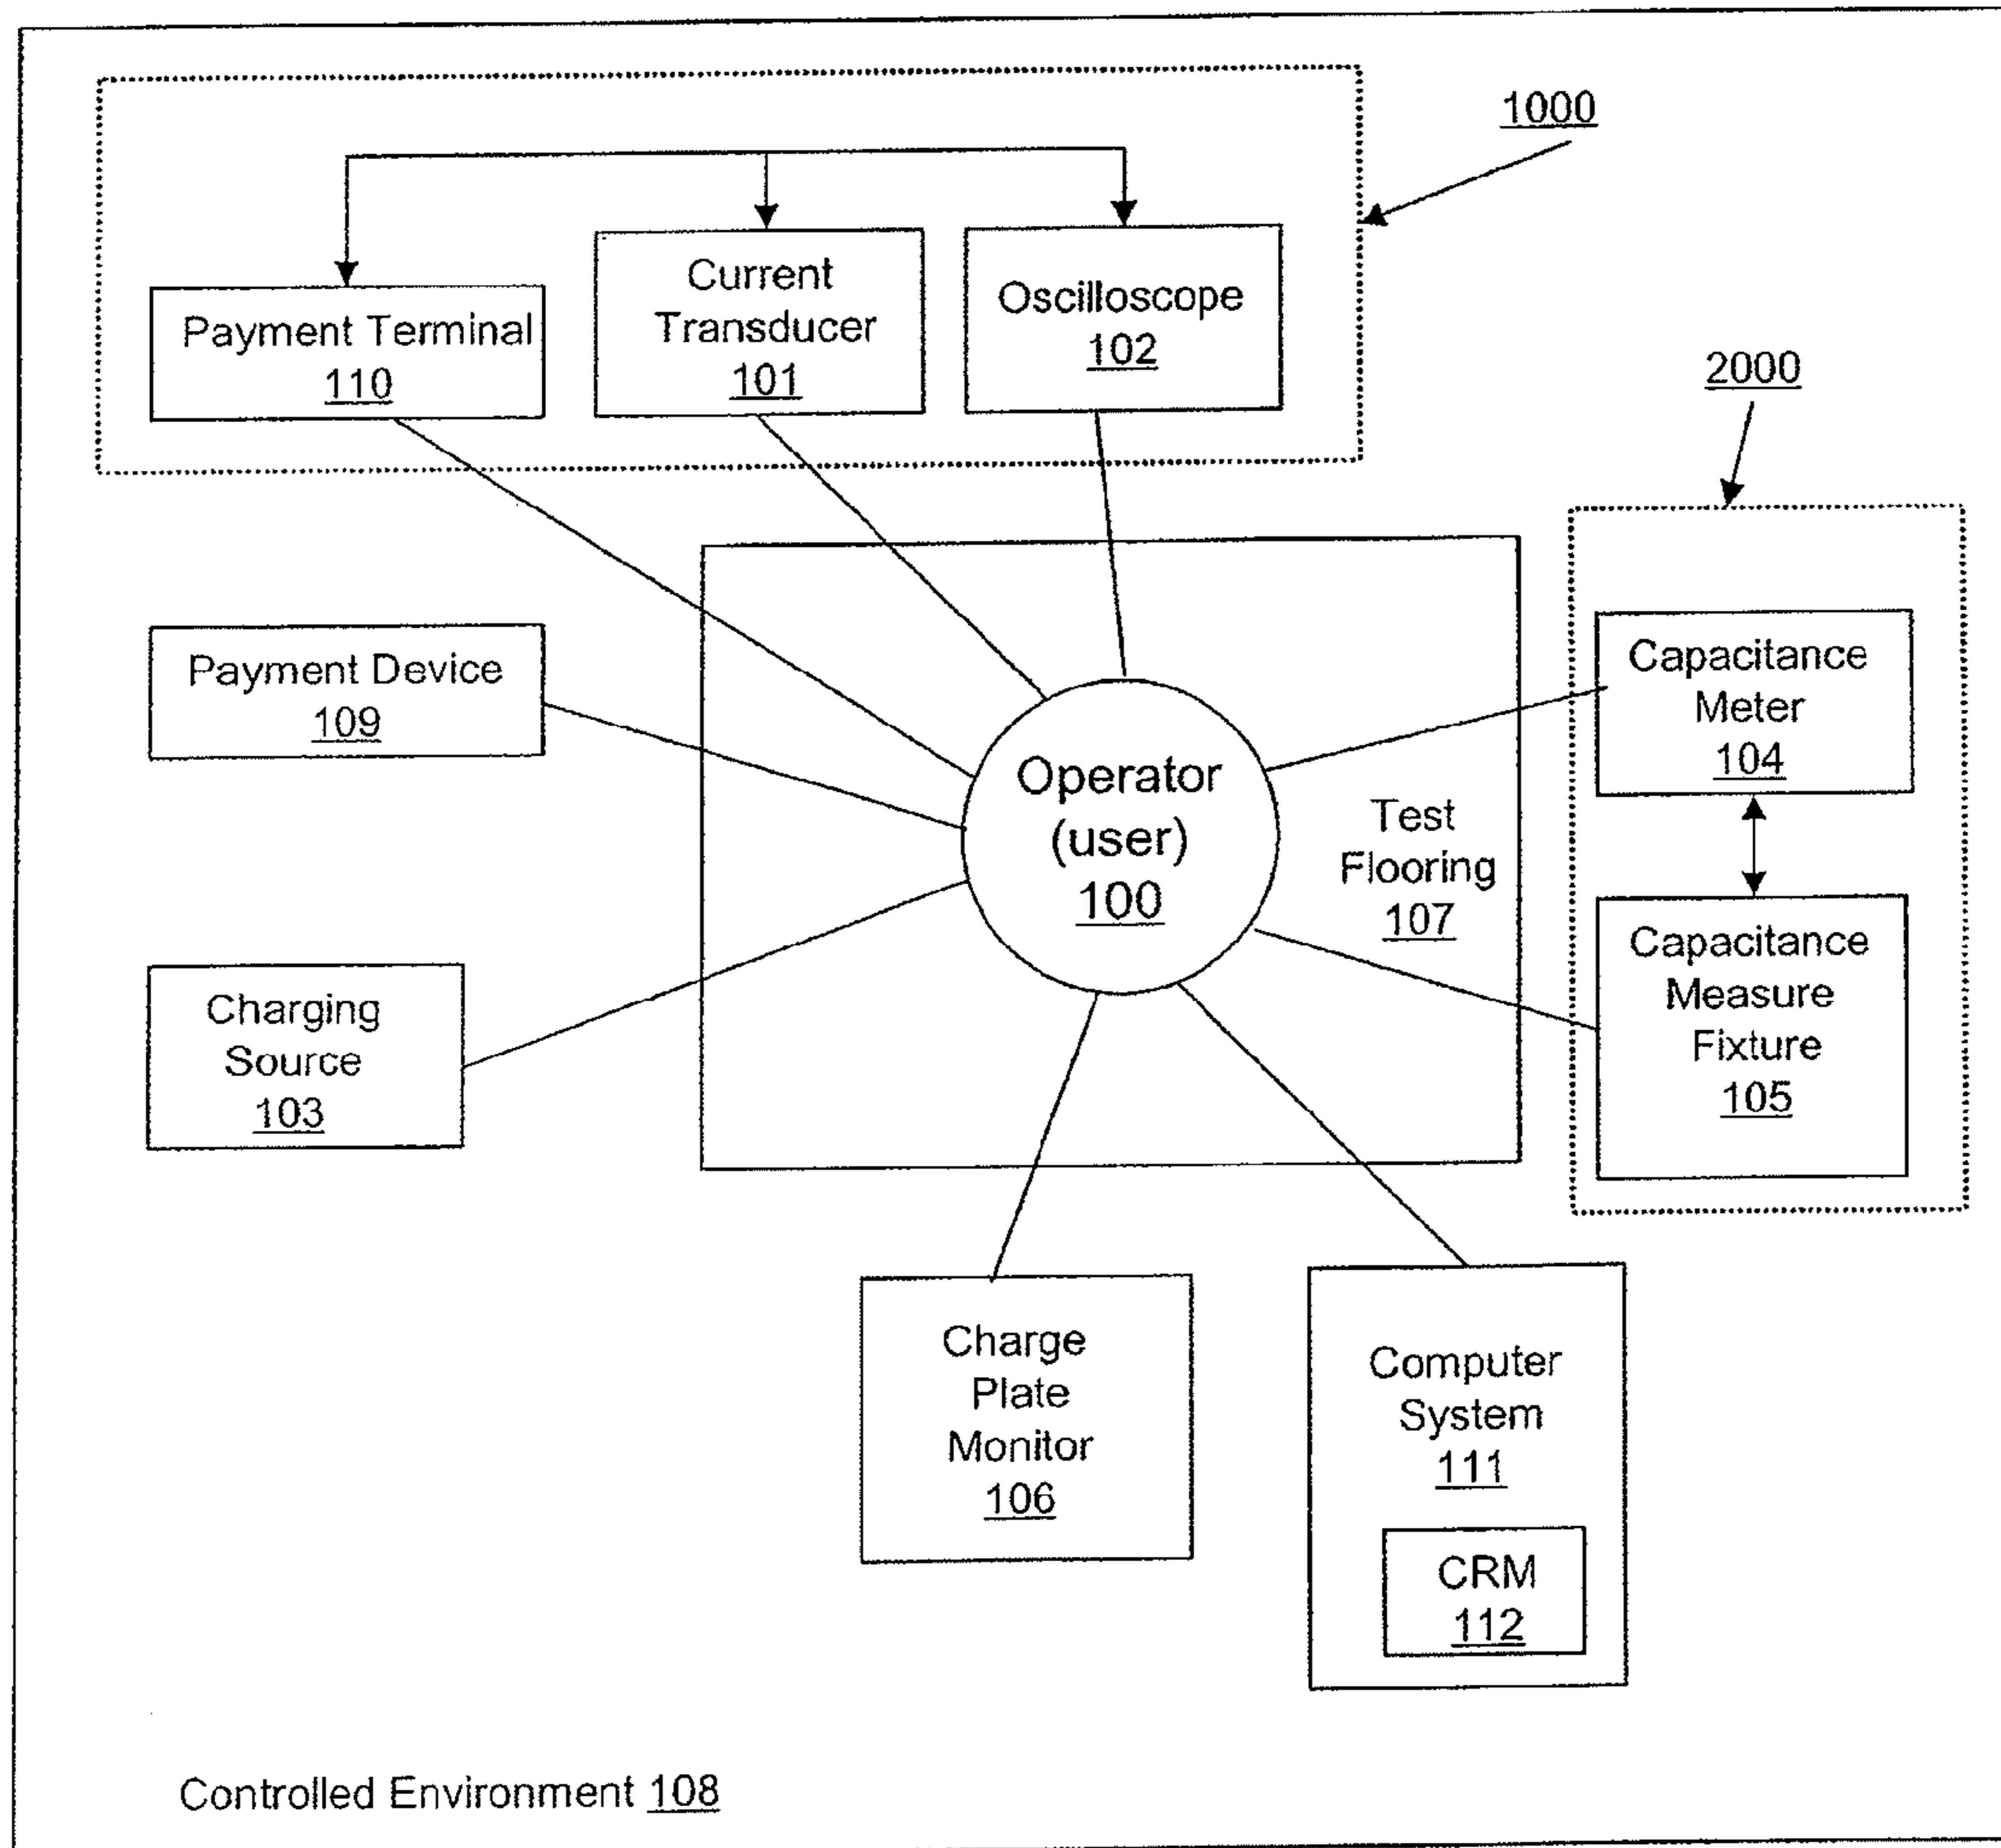 1000
Payment Terminal
110
Current
Transducer
101
Oscilloscope
102
2000
Payment Device
109
Operator
(user)
100
Test
Flooring
107
Capacitance
Meter
104
Capacitance
Measure
Fixture
105
Charging
Source
103
Charge
Plate
Monitor
106
Computer
System
111
CRM
112
Controlled Environment 108